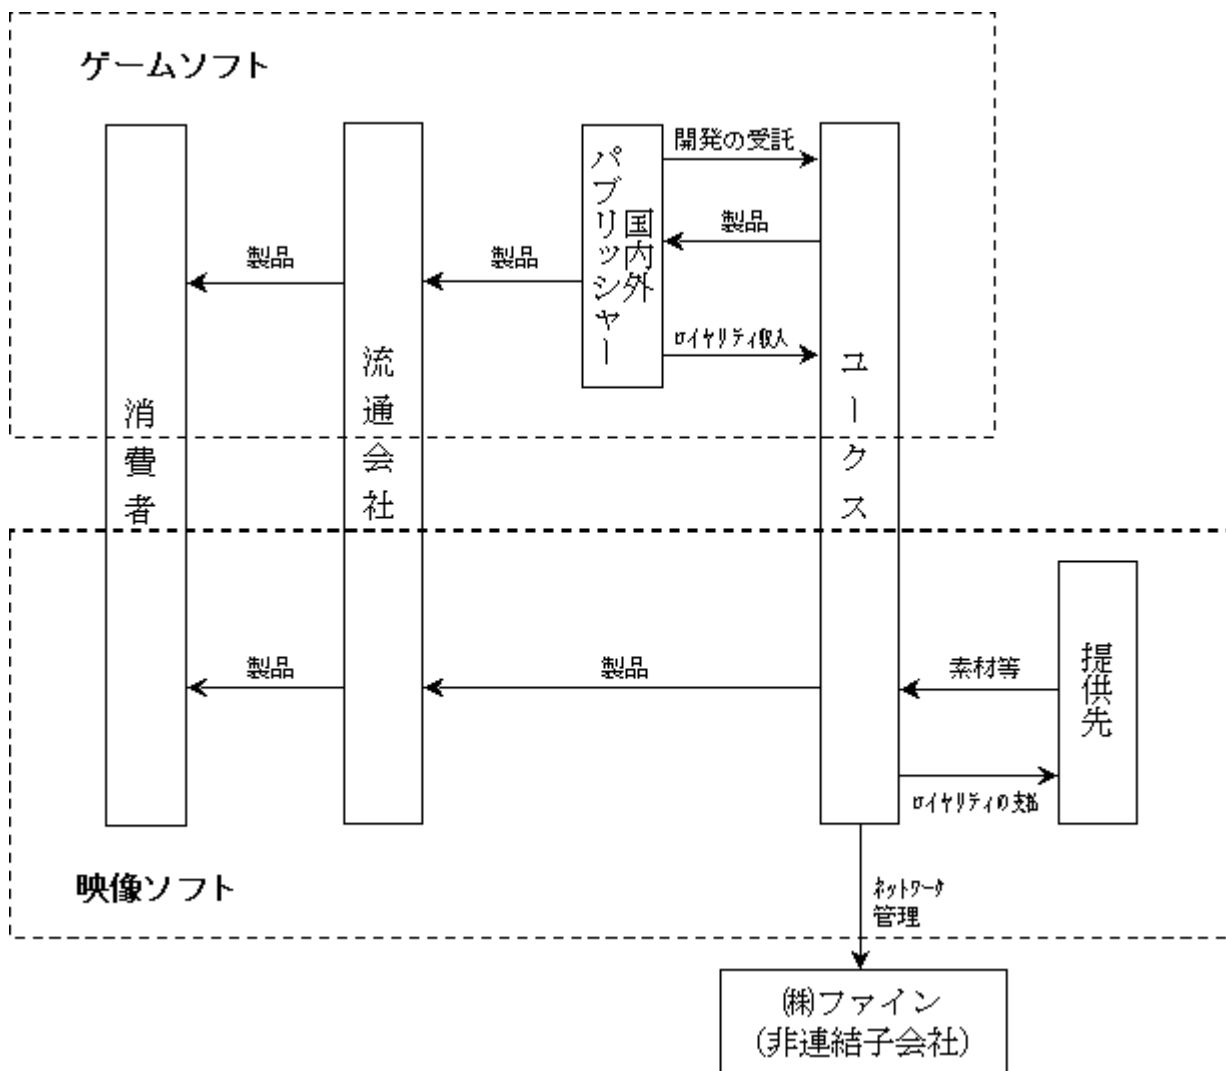 ゲームソフト
開発の受託
製品
製品
製品
ロイヤリティ収入
国内外
パブリッシャー
消費者
流通会社
ユークス
製品
製品
素材等
提供先
ロイヤリティの支払
映像ソフト
ネットワーク
管理
㈱ファイン
(非連結子会社)